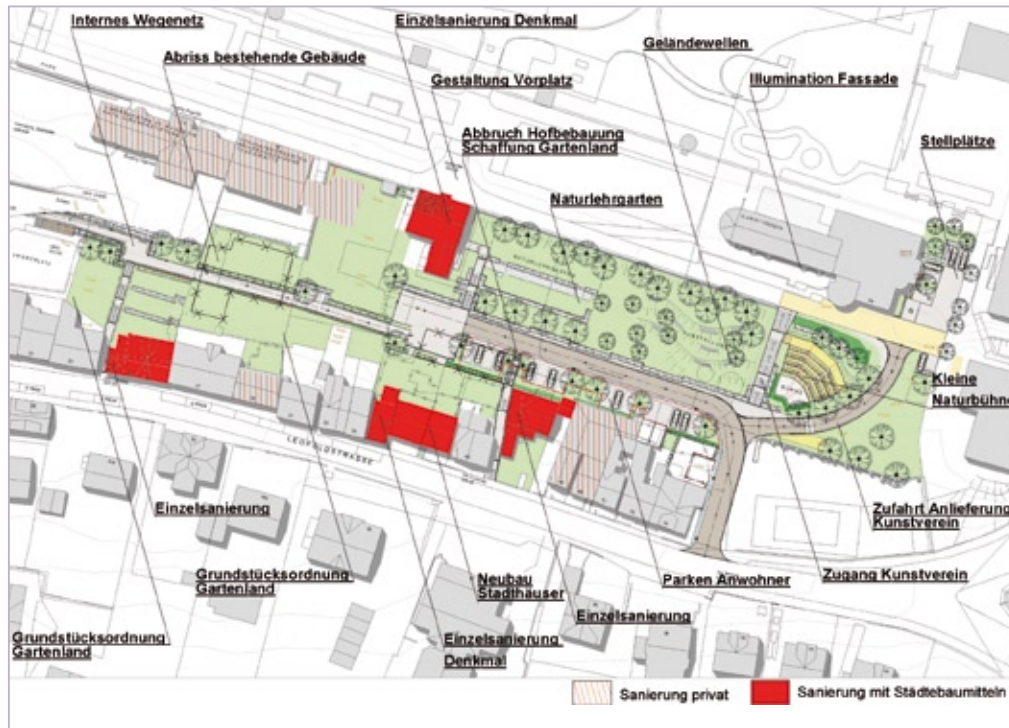 Internes Wegenetz
Einzelsanierung Denkmal
Geländewellen
Abriss bestehende Gebäude
Gestaltung Vorplatz
Illumination Fassade
Abbruch Hofbebauung
Schaffung Gartenland
Stellplätze
Naturlehrgarten
Kleine
Naturbühne
LEOPOLDSTRASSE
Einzelsanierung
Zufahrt Anlieferung
Kunstverein
Grundstücksordnung
Gartenland
Neubau
Stadthäuser
Parken Anwohner
Zugang Kunstverein
Einzelsanierung
Grundstücksordnung
Gartenland
Einzelsanierung
Denkmal
Sanierung privat
Sanierung mit Städtebaumitteln